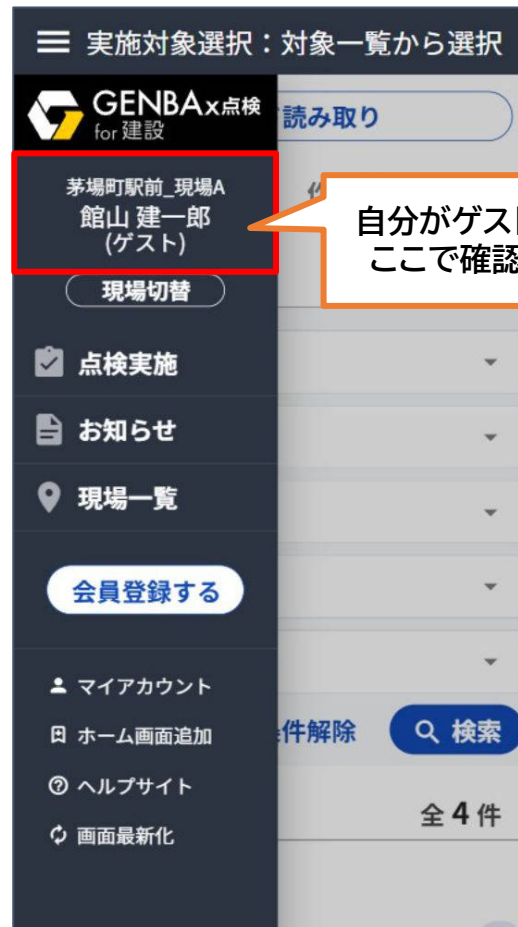 実施対象選択：対象一覧から選択
GENBAx点検
for 建設
読み取り
茅場町駅前_現場A
館山 建一郎
(ゲスト)
自分がゲス
ここで確認
現場切替
点検実施
お知らせ
現場一覧
会員登録する
マイアカウント
件解除
検索
ホーム画面追加
ヘルプサイト
全 4 件
画面最新化